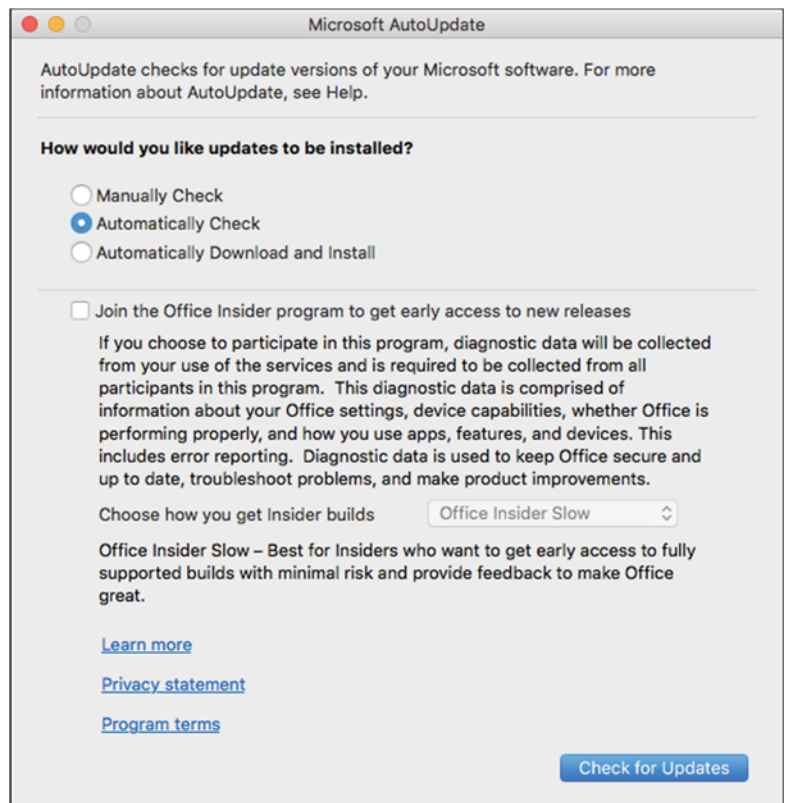 Microsoft AutoUpdate
AutoUpdate checks for update versions of your Microsoft software. For more
information about AutoUpdate, see Help.
How would you like updates to be installed?
Manually Check
Automatically Check
Automatically Download and Install
Join the Office Insider program to get early access to new releases
If you choose to participate in this program, diagnostic data will be collected
from your use of the services and is required to be collected from all
participants in this program.  This diagnostic data is comprised of
information about your Office settings, device capabilities, whether Office is
performing properly, and how you use apps, features, and devices. This
includes error reporting.  Diagnostic data is used to keep Office secure and
up to date, troubleshoot problems, and make product improvements.
Choose how you get Insider builds Office Insider Slow
Office Insider Slow – Best for Insiders who want to get early access to fully
supported builds with minimal risk and provide feedback to make Office
great.
Learn more
Privacy statement
Program terms
Check for Updates